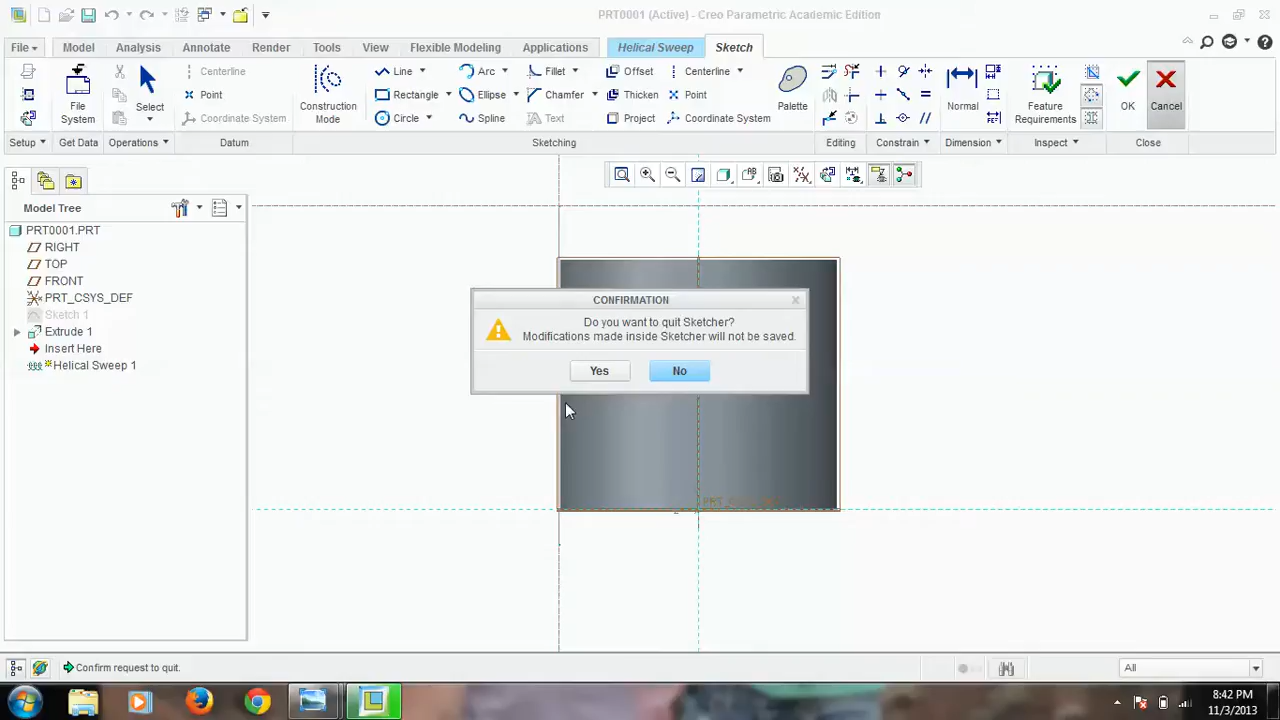 PRT0001 (Active) - Creo Parametric Academic Edition
File Model Analysis Annotate Render Tools View Flexible Modeling Applications Helical Sweep Sketch
Centerline Line Arc Fillet Offset Centerline
Point Rectangle Ellipse Chamfer Thicken Point
Coordinate System Circle Spline Text Project Coordinate System
File System Select Construction Mode Palette Normal Feature Requirements OK Cancel
Setup Get Data Operations Datum Sketching Editing Constrain Dimension Inspect Close
Model Tree
PRT0001.PRT
RIGHT
TOP
FRONT
PRT_CSYS_DEF
Sketch 1
Extrude 1
Insert Here
Helical Sweep 1
CONFIRMATION
Do you want to quit Sketcher?
Modifications made inside Sketcher will not be saved.
Yes No
Confirm request to quit.
All
8:42 PM
11/3/2013